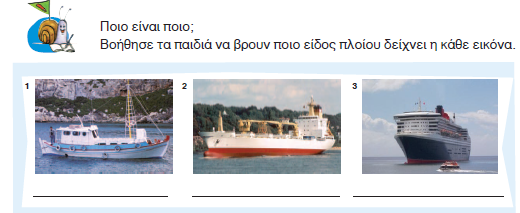 Ποιο είναι ποιο;
Βοήθησε τα παιδιά να βρουν ποιο είδος πλοίου δείχνει η κάθε εικόνα.
1 2 3